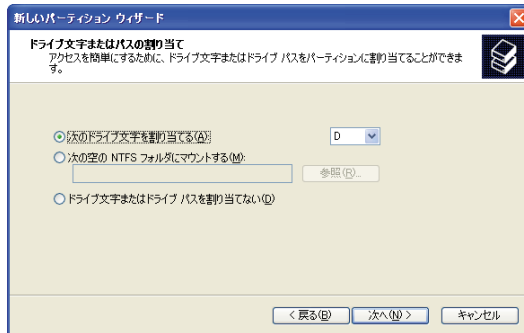 新しいパーティション ウィザード
ドライブ文字またはパスの割り当て
アクセスを簡単にするために、ドライブ文字またはドライブ パスをパーティションに割り当てることができま
す。
次のドライブ文字を割り当てる(A):
D
次の空の NTFS フォルダにマウントする(M):
参照(R)...
ドライブ文字またはドライブ パスを割り当てない(D)
< 戻る(B)
次へ(N) >
キャンセル